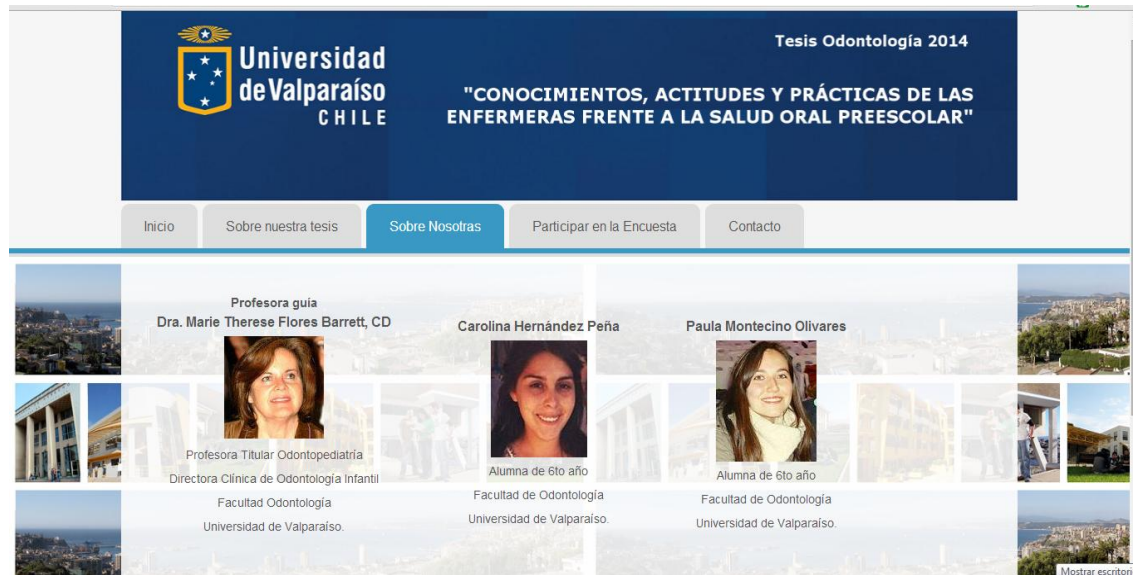 Universidad
de Valparaíso
CHILE
Tesis Odontología 2014
"CONOCIMIENTOS, ACTITUDES Y PRÁCTICAS DE LAS
ENFERMERAS FRENTE A LA SALUD ORAL PREESCOLAR"
Inicio
Sobre nuestra tesis
Sobre Nosotras
Participar en la Encuesta
Contacto
Profesora guía
Dra. Marie Therese Flores Barrett, CD
Profesora Titular Odontopediatría
Directora Clínica de Odontología Infantil
Facultad Odontología
Universidad de Valparaíso.
Carolina Hernández Peña
Alumna de 6to año
Facultad de Odontología
Universidad de Valparaíso.
Paula Montecino Olivares
Alumna de 6to año
Facultad de Odontología
Universidad de Valparaíso.
Mostrar escritori